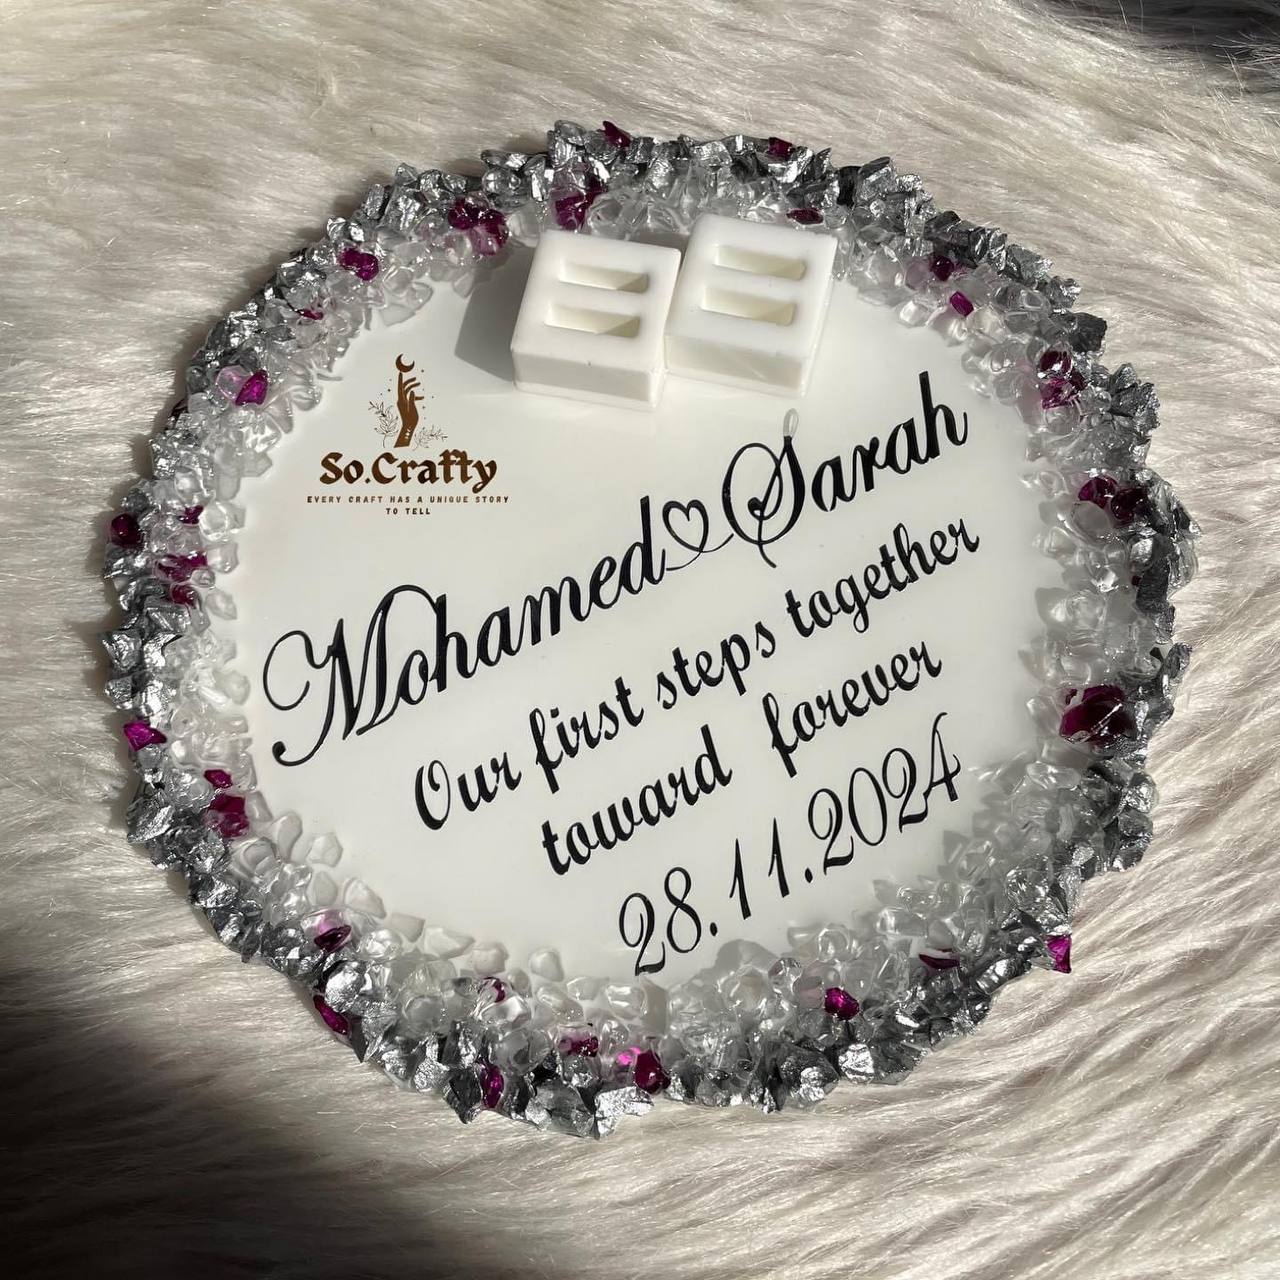 So.Crafty
EVERY CRAFT HAS A UNIQUE STORY
TO TELL
Mohamed♡Sarah
Our first steps together
toward forever
28.11.2024